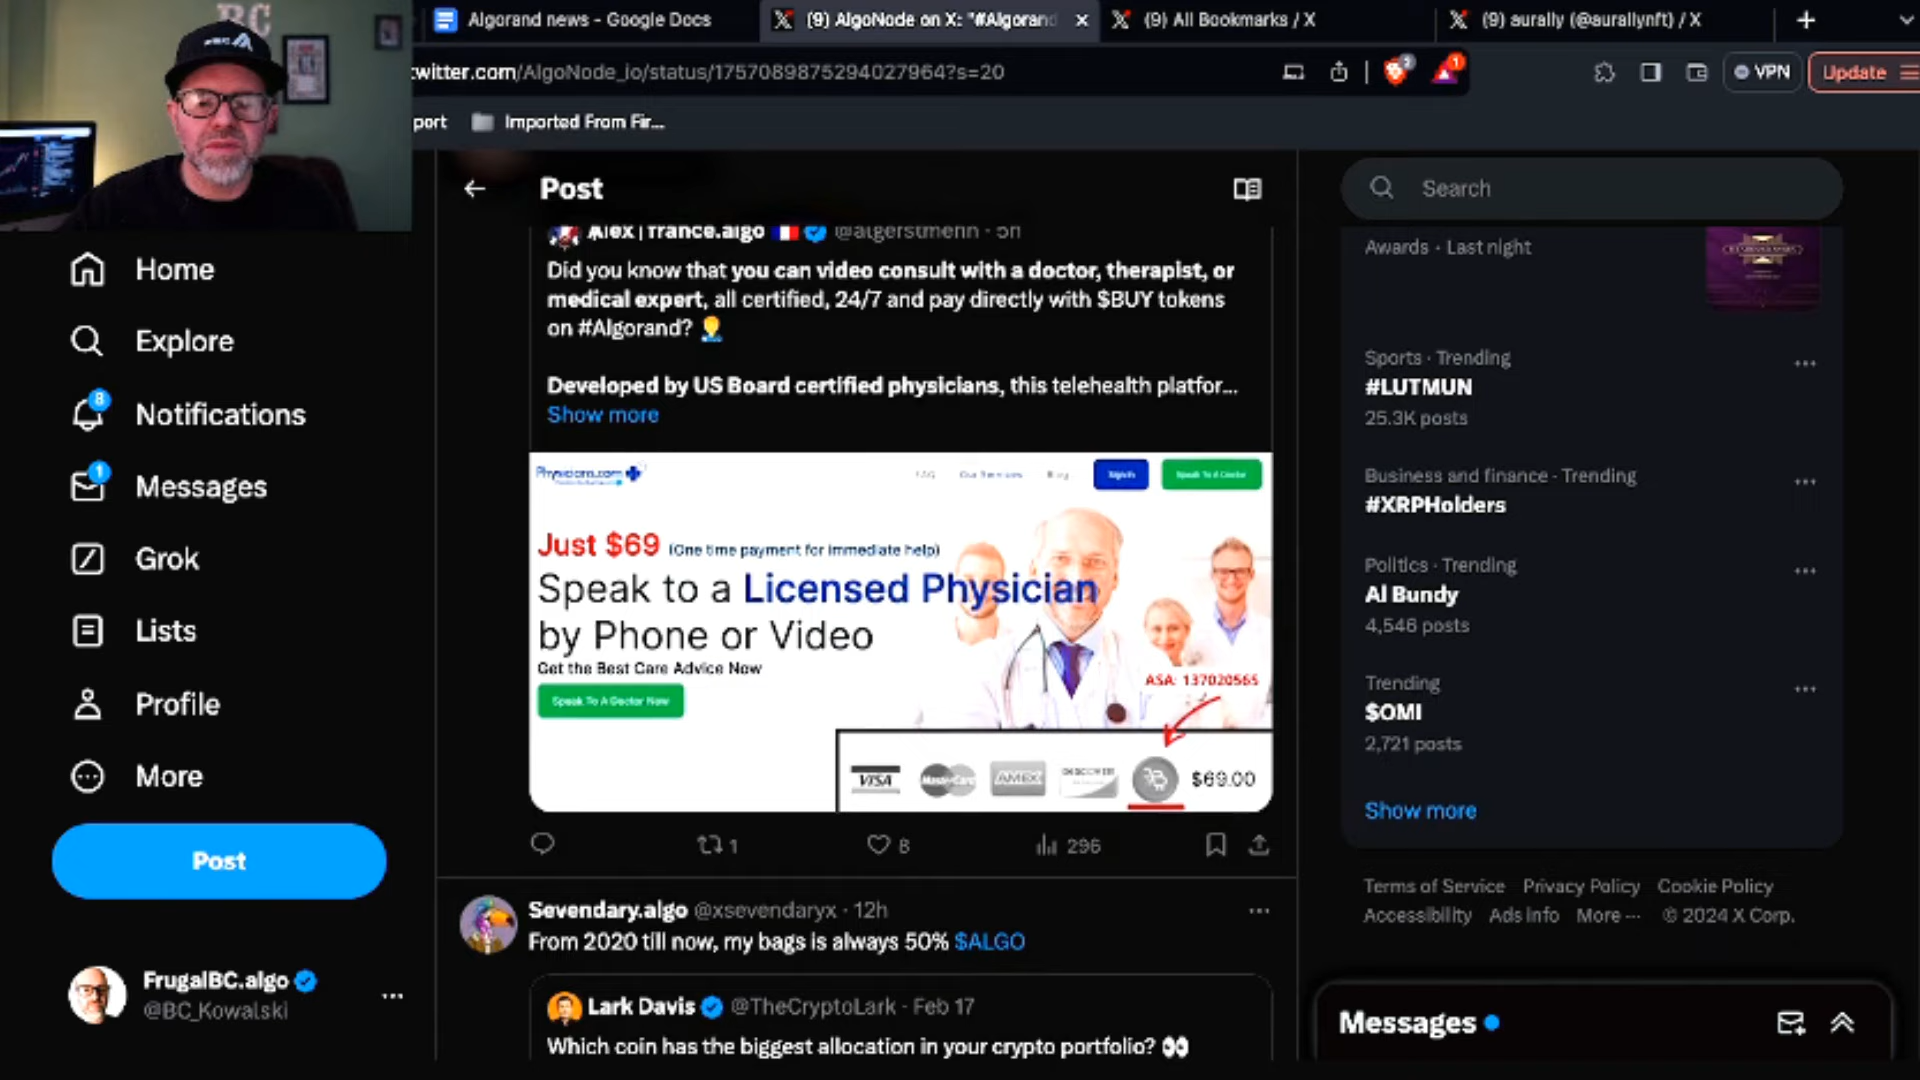 BC
Algorand news - Google Docs
(9) AlgoNode on X: "#Algorand
(9) All Bookmarks / X
(9) aurally (@aurallynft) / X
twitter.com/AlgoNode_io/status/1757089875294027964?s=20
2
1
VPN
Update
port
Imported From Fir...
Post
Search
Alex | france.algo @algerstmenn · 5h
Did you know that you can video consult with a doctor, therapist, or
medical expert, all certified, 24/7 and pay directly with $BUY tokens
on #Algorand?
Developed by US Board certified physicians, this telehealth platfor...
Show more
Physicians.com
FAQ
Our Services
Blog
Sign In
Speak To A Doctor
Just $69 (One time payment for immediate help)
Speak to a Licensed Physician
by Phone or Video
Get the Best Care Advice Now
Speak To A Doctor Now
ASA: 137020565
VISA
MasterCard
AMEX
DISCOVER
$69.00
1
8
296
Sevendary.algo @xsevendaryx · 12h
From 2020 till now, my bags is always 50% $ALGO
Lark Davis @TheCryptoLark · Feb 17
Which coin has the biggest allocation in your crypto portfolio?
Home
Explore
8
Notifications
1
Messages
Grok
Lists
Profile
More
Post
FrugalBC.algo
@BC_Kowalski
Awards · Last night
Sports · Trending
#LUTMUN
25.3K posts
Business and finance · Trending
#XRPHolders
Politics · Trending
Al Bundy
4,546 posts
Trending
$OMI
2,721 posts
Show more
Terms of Service Privacy Policy Cookie Policy
Accessibility Ads info More ··· © 2024 X Corp.
Messages